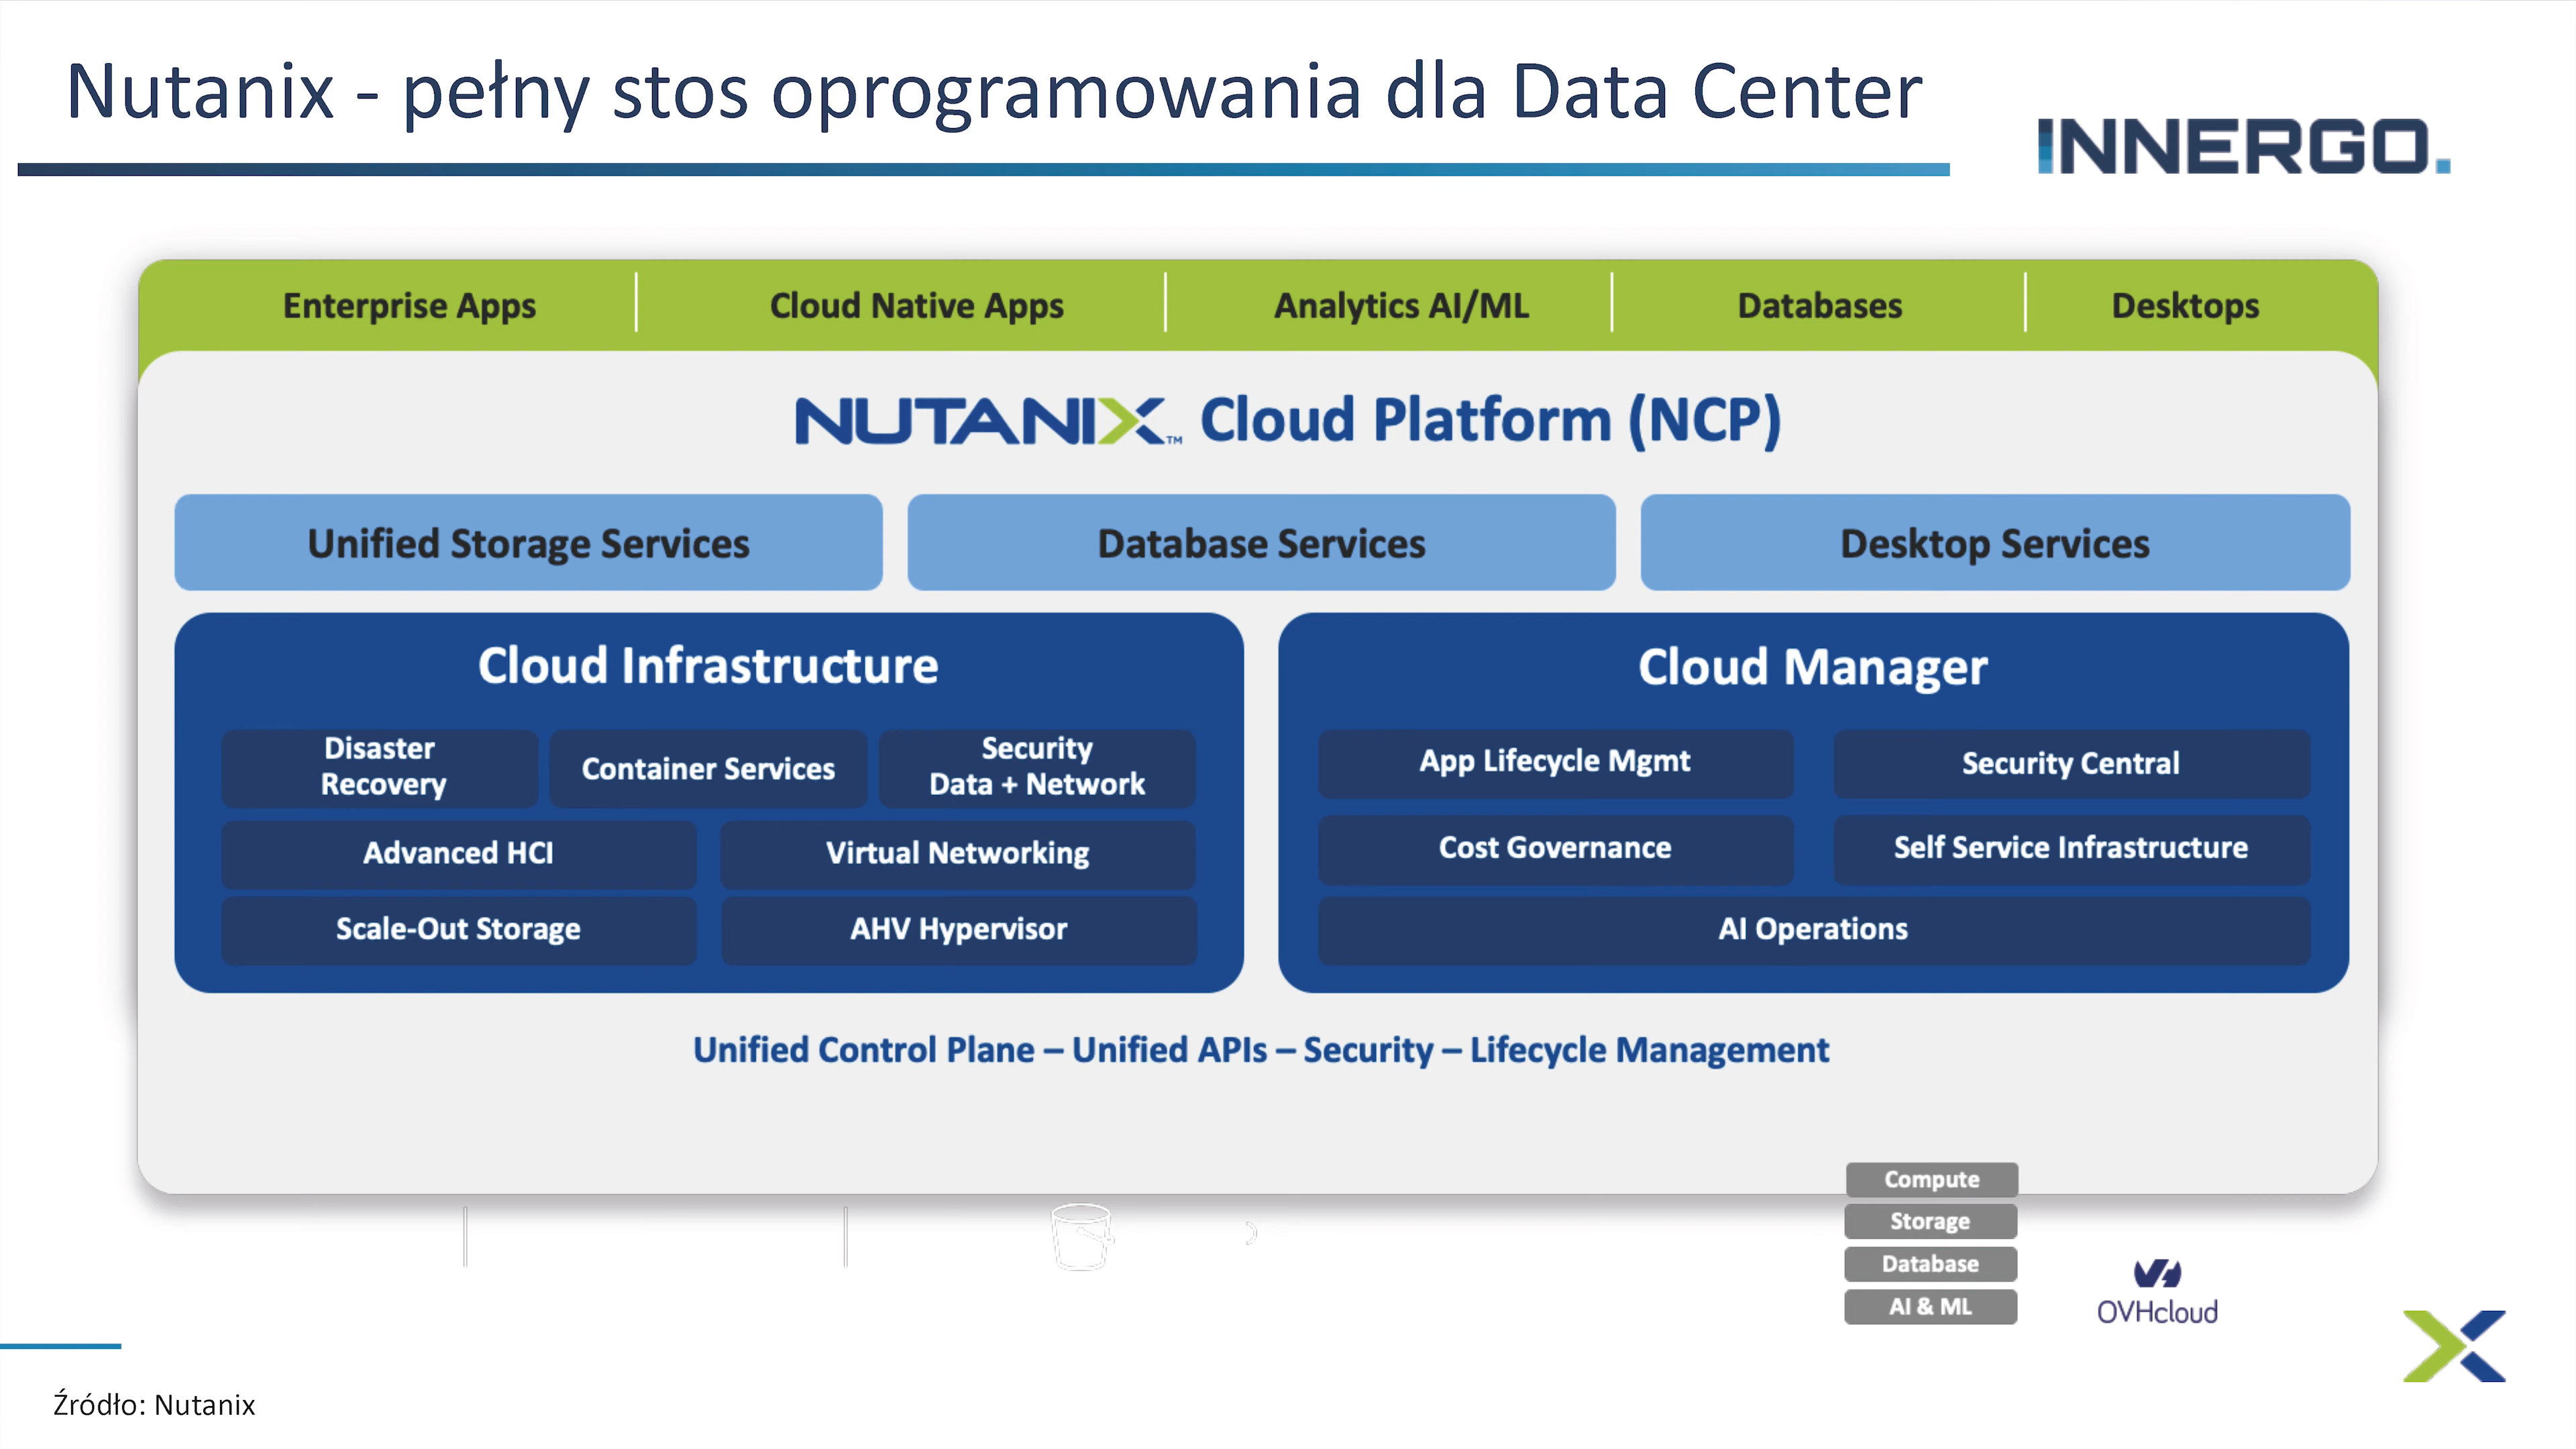 Nutanix - pełny stos oprogramowania dla Data Center
INNERGO.
Enterprise Apps
Cloud Native Apps
Analytics AI/ML
Databases
Desktops
NUTANIX™ Cloud Platform (NCP)
Unified Storage Services
Database Services
Desktop Services
Cloud Infrastructure
Disaster
Recovery
Container Services
Security
Data + Network
Advanced HCI
Virtual Networking
Scale-Out Storage
AHV Hypervisor
Cloud Manager
App Lifecycle Mgmt
Security Central
Cost Governance
Self Service Infrastructure
AI Operations
Unified Control Plane – Unified APIs – Security – Lifecycle Management
Compute
Storage
Database
AI & ML
OVHcloud
Źródło: Nutanix